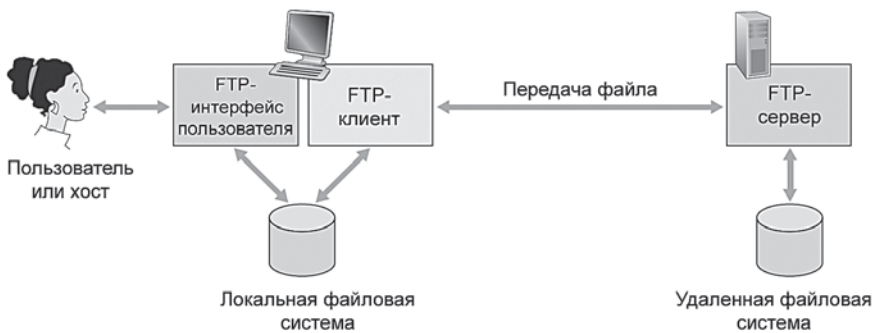 FTP-
интерфейс
пользователя
FTP-
клиент
Передача файла
FTP-
сервер
Пользователь
или хост
Локальная файловая
система
Удаленная файловая
система